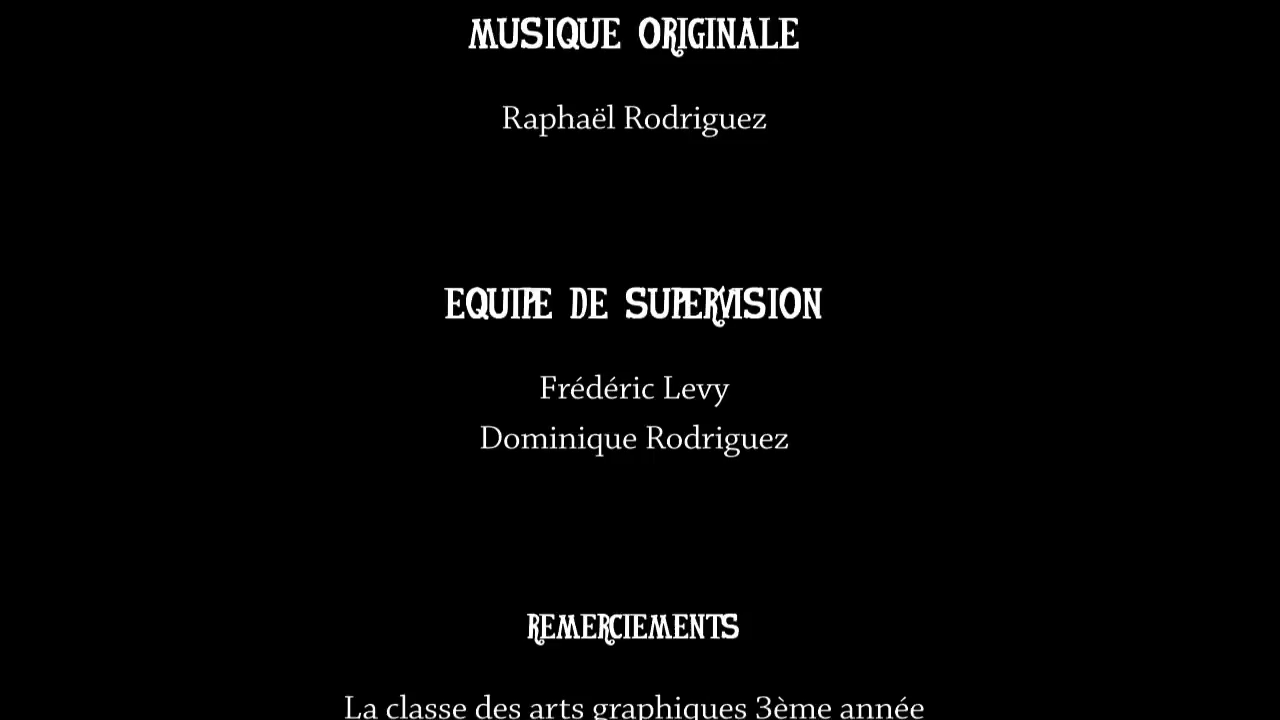 MUSIQUE ORIGINALE
Raphaël Rodriguez
EQUIPE DE SUPERVISION
Frédéric Levy
Dominique Rodriguez
REMERCIEMENTS
La classe des arts graphiques 3ème année